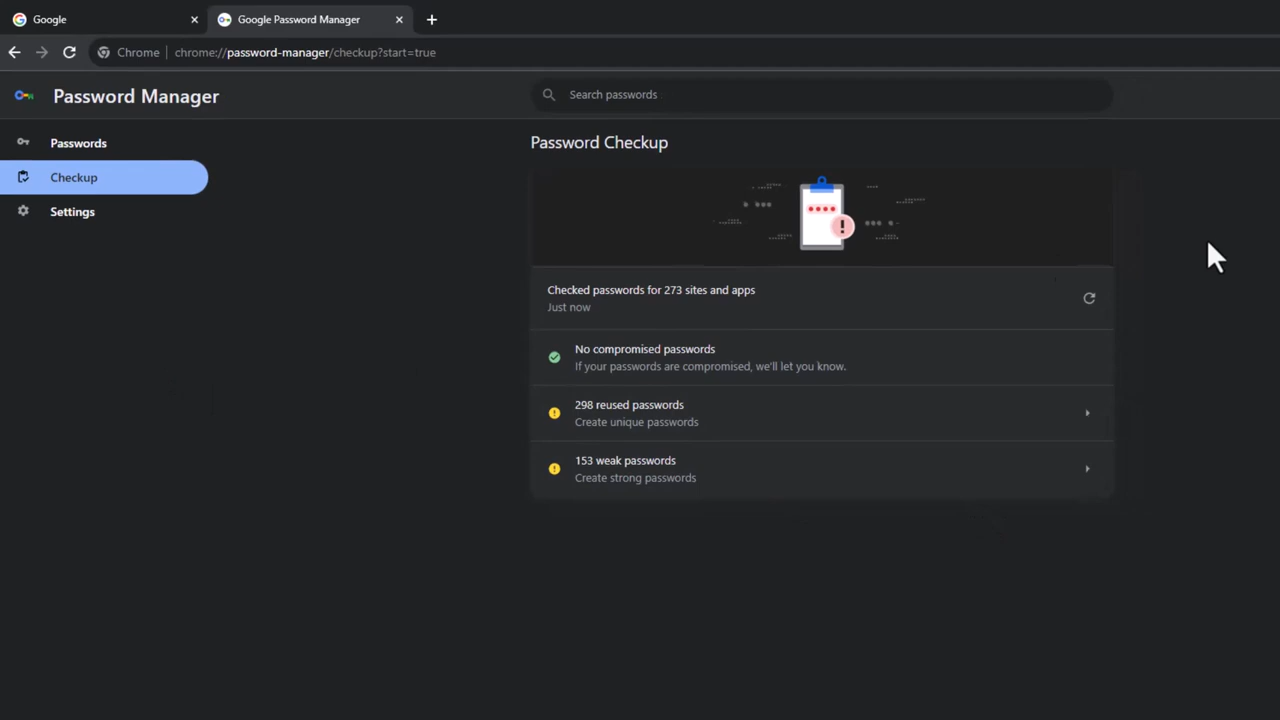 Google
Google Password Manager
Chrome
chrome://password-manager/checkup?start=true
Password Manager
Search passwords
Passwords
Checkup
Settings
Password Checkup
Checked passwords for 273 sites and apps
Just now
No compromised passwords
If your passwords are compromised, we'll let you know.
298 reused passwords
Create unique passwords
153 weak passwords
Create strong passwords